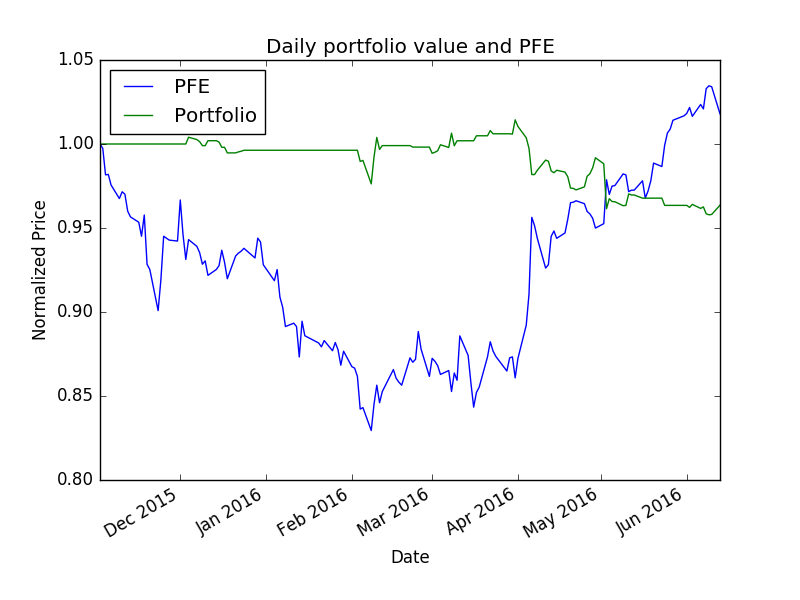 Daily portfolio value and PFE
1.05
1.00
0.95
0.90
0.85
0.80
Normalized Price
PFE
Portfolio
Dec 2015
Jan 2016
Feb 2016
Mar 2016
Apr 2016
May 2016
Jun 2016
Date